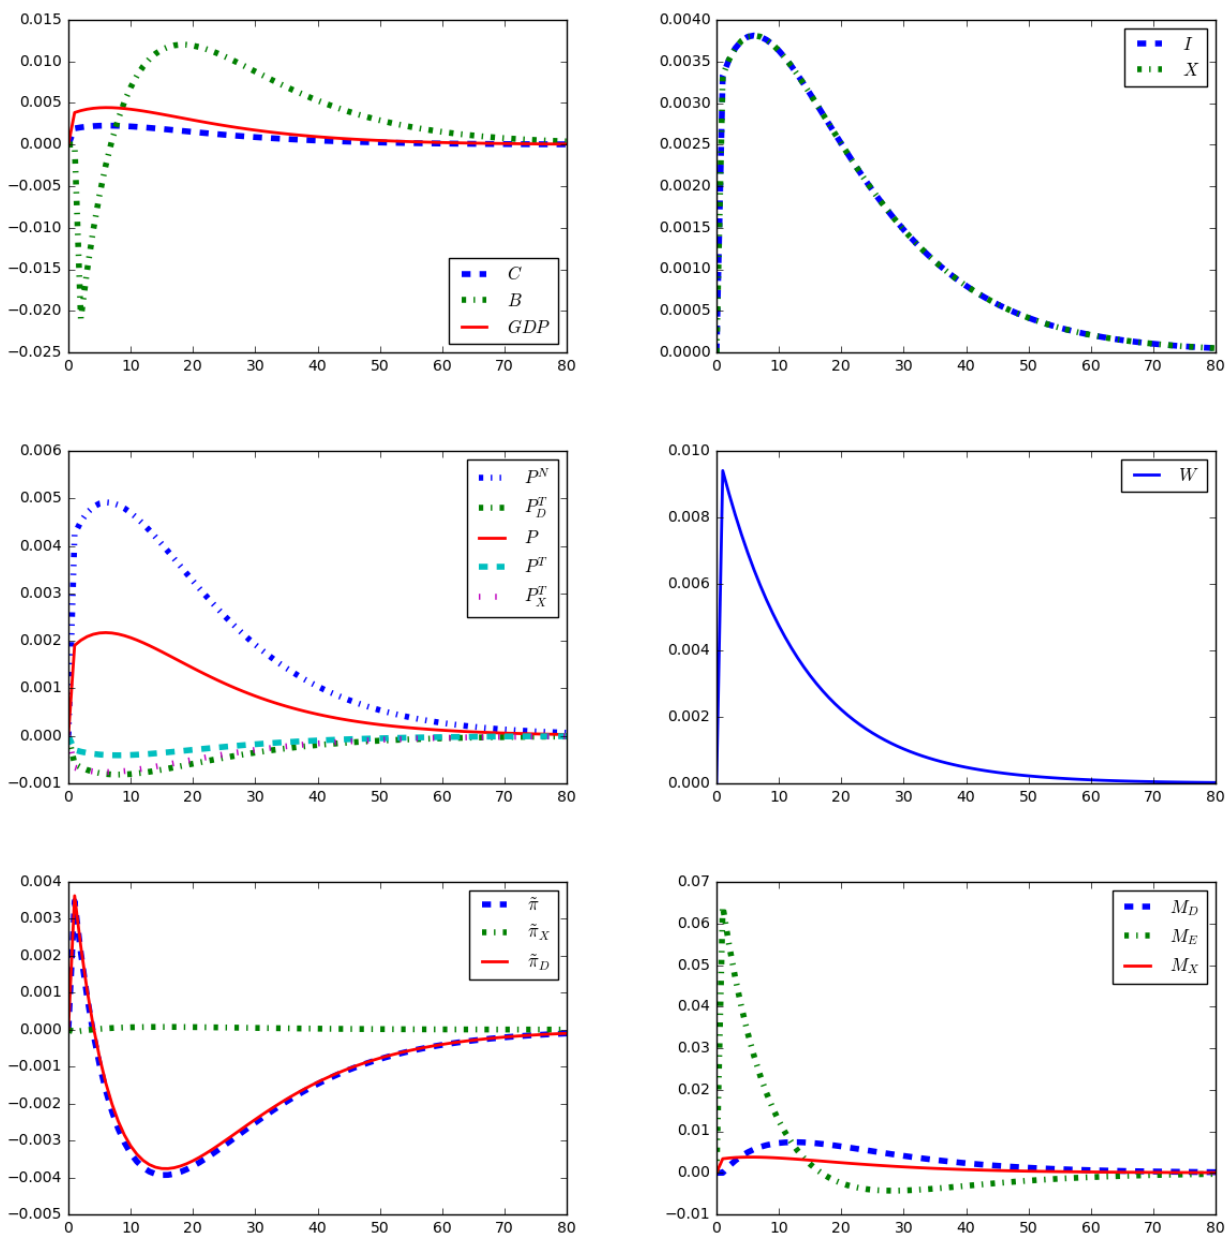 0.015
0.010
0.005
0.000
−0.005
−0.010
−0.015
−0.020
−0.025
0 10 20 30 40 50 60 70 80
C
B
GDP
0.0040
0.0035
0.0030
0.0025
0.0020
0.0015
0.0010
0.0005
0.0000
0 10 20 30 40 50 60 70 80
I
X
0.006
0.005
0.004
0.003
0.002
0.001
0.000
−0.001
0 10 20 30 40 50 60 70 80
P^N
P_D^T
P
P^T
P_X^T
0.010
0.008
0.006
0.004
0.002
0.000
0 10 20 30 40 50 60 70 80
W
0.004
0.003
0.002
0.001
0.000
−0.001
−0.002
−0.003
−0.004
−0.005
0 10 20 30 40 50 60 70 80
π̃
π̃_X
π̃_D
0.07
0.06
0.05
0.04
0.03
0.02
0.01
0.00
−0.01
0 10 20 30 40 50 60 70 80
M_D
M_E
M_X